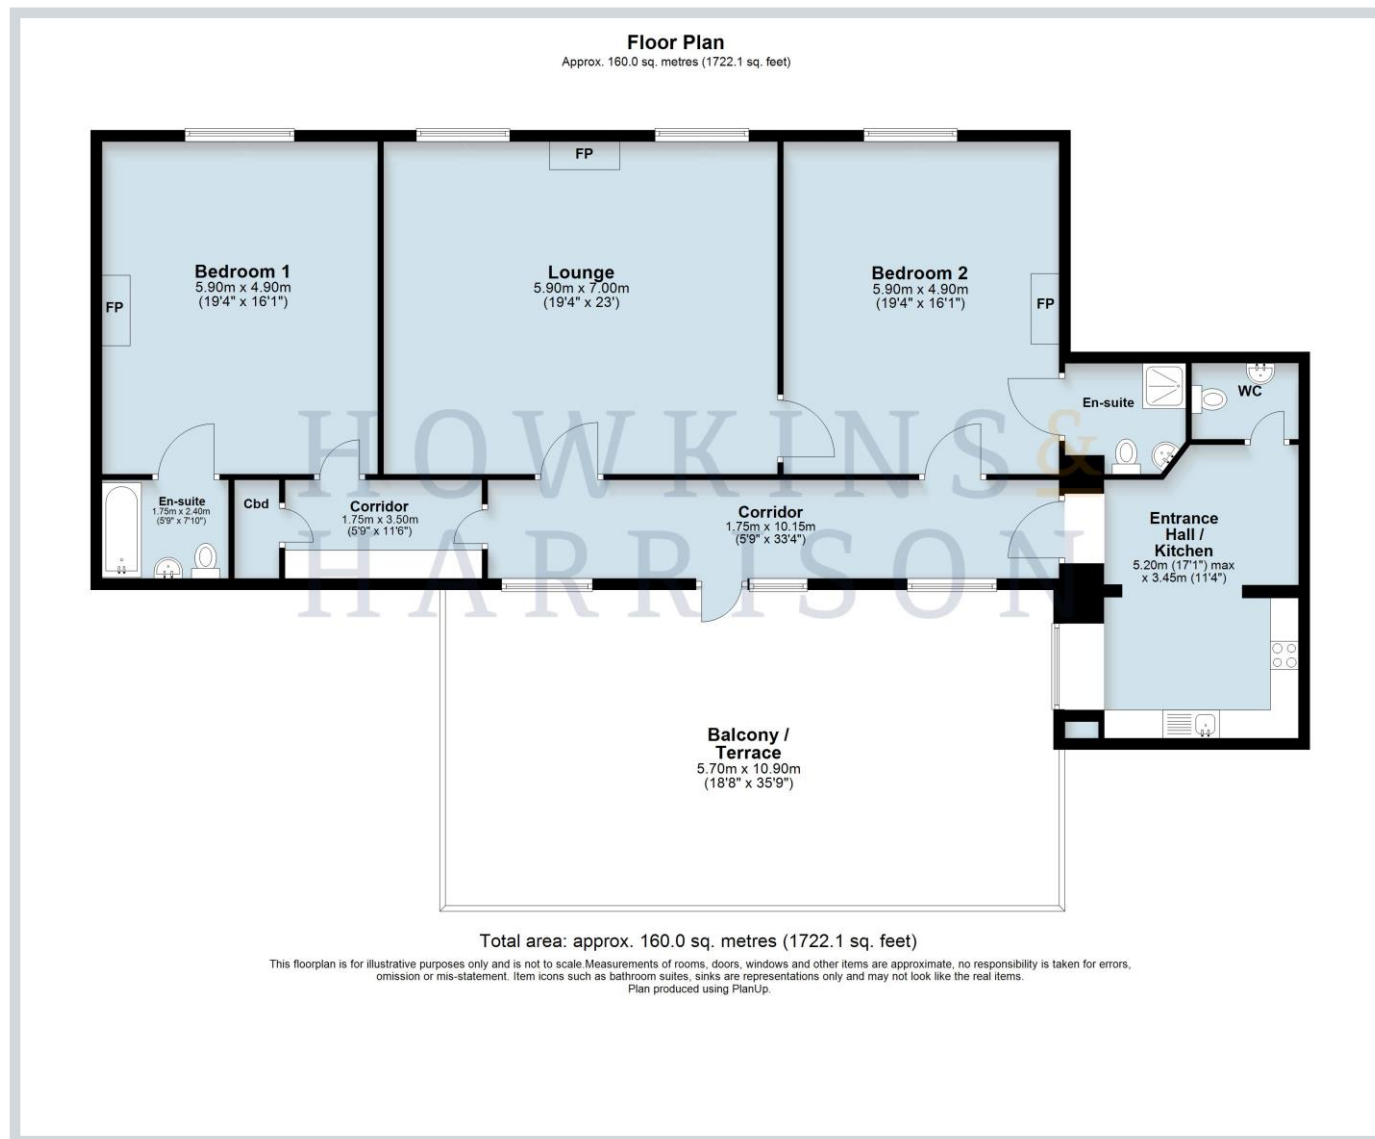 Floor Plan
Approx. 160.0 sq. metres (1722.1 sq. feet)
FP
Bedroom 1
5.90m x 4.90m
(19'4" x 16'1")
FP
Lounge
5.90m x 7.00m
(19'4" x 23')
Bedroom 2
5.90m x 4.90m
(19'4" x 16'1")
FP
En-suite
WC
HOWKINS &
HARRISON
En-suite
1.75m x 2.40m
(5'9" x 7'10")
Cbd
Corridor
1.75m x 3.50m
(5'9" x 11'6")
Corridor
1.75m x 10.15m
(5'9" x 33'4")
Entrance
Hall /
Kitchen
5.20m (17'1") max
x 3.45m (11'4")
Balcony /
Terrace
5.70m x 10.90m
(18'8" x 35'9")
Total area: approx. 160.0 sq. metres (1722.1 sq. feet)
This floorplan is for illustrative purposes only and is not to scale.Measurements of rooms, doors, windows and other items are approximate, no responsibility is taken for errors,
omission or mis-statement. Item icons such as bathroom suites, sinks are representations only and may not look like the real items.
Plan produced using PlanUp.